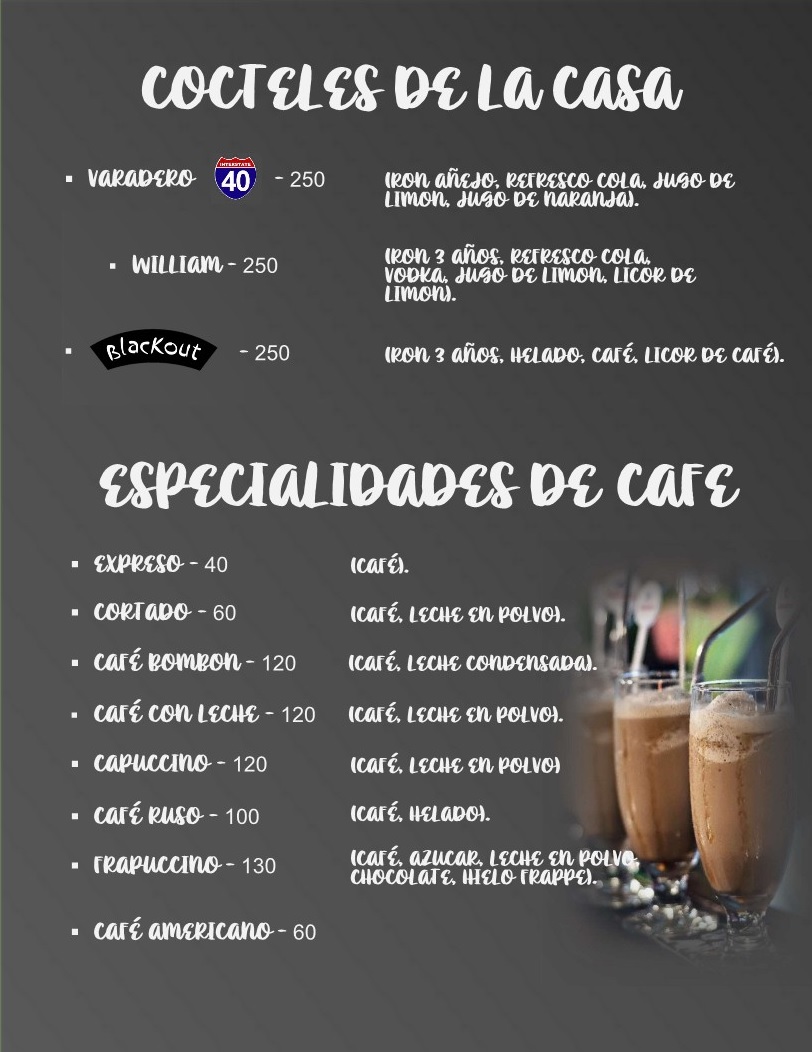 COCTELES DE LA CASA
▪ VARADERO INTERSTATE 40 - 250 (RON AÑEJO, REFRESCO COLA, JUGO DE
LIMON, JUGO DE NARANJA).
▪ WILLIAM - 250 (RON 3 AÑOS, REFRESCO COLA,
VODKA, JUGO DE LIMON, LICOR DE
LIMON).
▪ BlacKout - 250 (RON 3 AÑOS, HELADO, CAFÉ, LICOR DE CAFÉ).
ESPECIALIDADES DE CAFE
▪ EXPRESO - 40 (CAFÉ).
▪ CORTADO - 60 (CAFÉ, LECHE EN POLVO).
▪ CAFÉ BOMBON - 120 (CAFÉ, LECHE CONDENSADA).
▪ CAFÉ CON LECHE - 120 (CAFÉ, LECHE EN POLVO).
▪ CAPUCCINO - 120 (CAFÉ, LECHE EN POLVO)
▪ CAFÉ RUSO - 100 (CAFÉ, HELADO).
▪ FRAPUCCINO - 130 (CAFÉ, AZUCAR, LECHE EN POLVO,
CHOCOLATE, HIELO FRAPPE).
▪ CAFÉ AMERICANO - 60